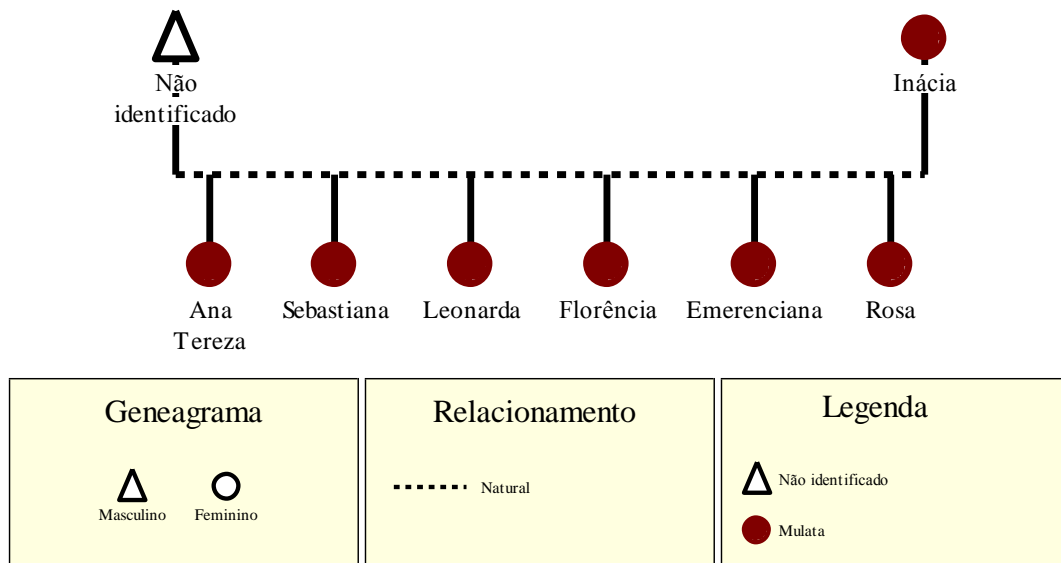 Não
identificado
Inácia
Ana
Tereza
Sebastiana
Leonarda
Florência
Emerenciana
Rosa
Geneagrama
Masculino
Feminino
Relacionamento
Natural
Legenda
Não identificado
Mulata